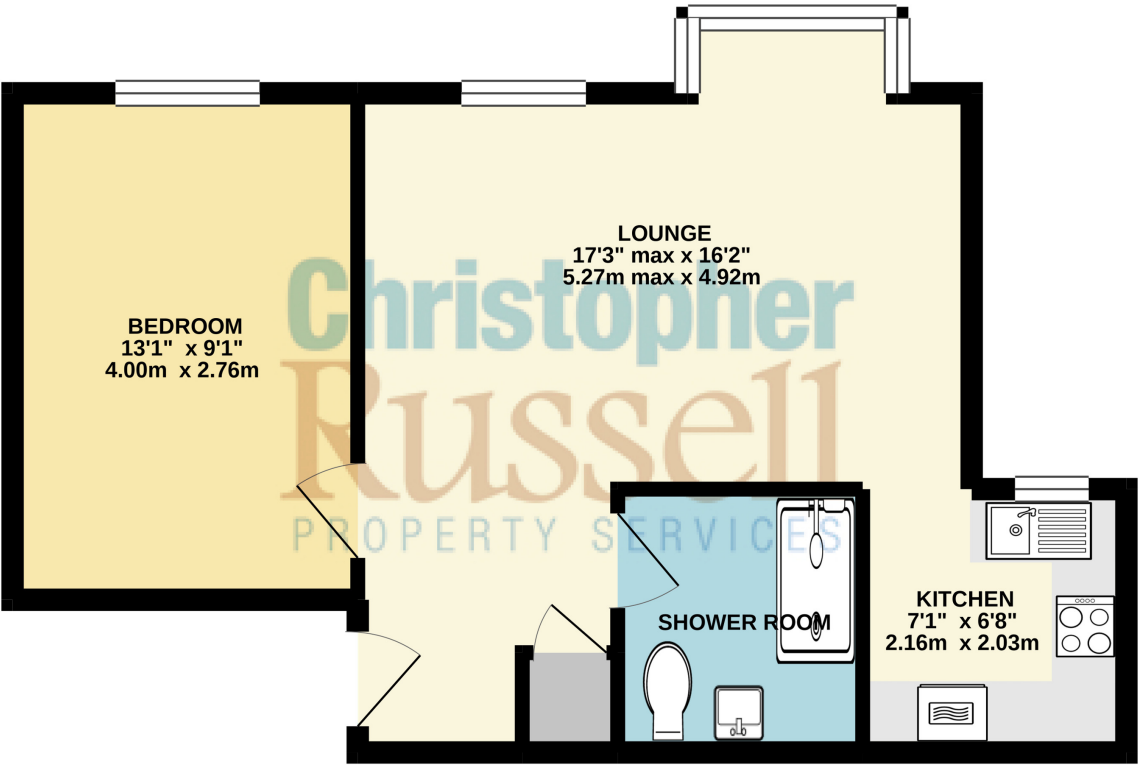 LOUNGE
17'3" max x 16'2"
5.27m max x 4.92m
Christopher
Russell
PROPERTY SERVICES
BEDROOM
13'1" x 9'1"
4.00m x 2.76m
SHOWER ROOM
KITCHEN
7'1" x 6'8"
2.16m x 2.03m